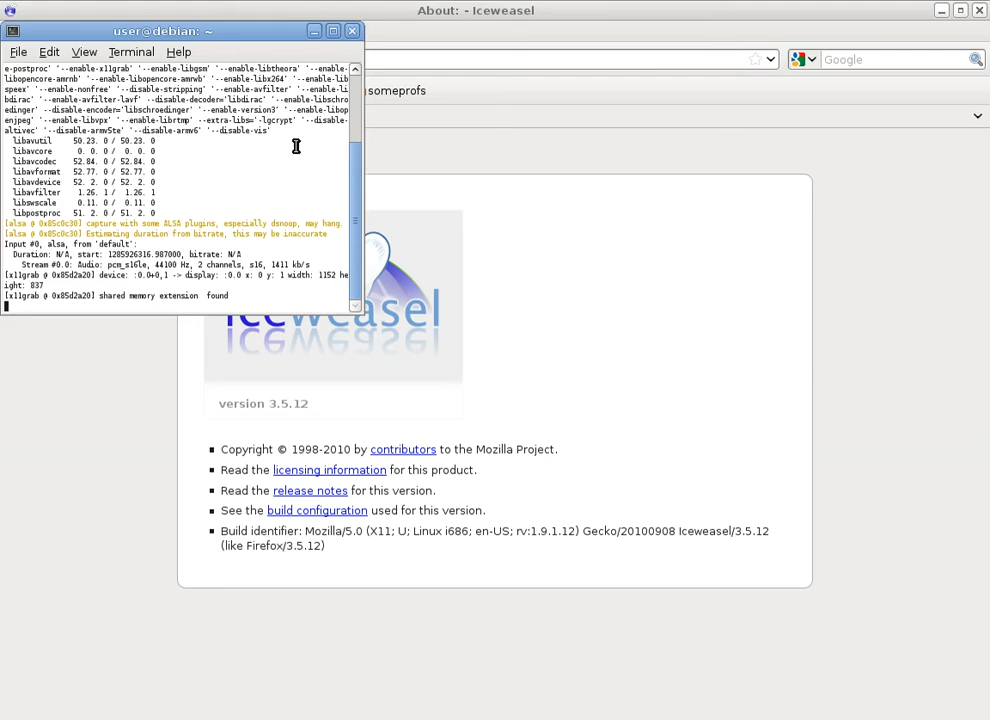 About: - Iceweasel
user@debian: ~
File Edit View Terminal Help
Google
someprofs
e-postproc' '--enable-x11grab' '--enable-libgsm' '--enable-libtheora' '--enable-
libopencore-amrnb' '--enable-libopencore-amrwb' '--enable-libx264' '--enable-lib
speex' '--enable-nonfree' '--disable-stripping' '--enable-avfilter' '--enable-li
bdirac' '--enable-avfilter-lavf' --disable-decoder='libdirac' '--enable-libschro
edinger' --disable-encoder='libschroedinger' '--enable-version3' '--enable-libop
enjpeg' '--enable-libvpx' '--enable-librtmp' --extra-libs='-lgcrypt' '--disable-
altivec' '--disable-armv5te' '--disable-armv6' '--disable-vis'
libavutil 50.23. 0 / 50.23. 0
libavcore 0. 0. 0 / 0. 0. 0
libavcodec 52.84. 0 / 52.84. 0
libavformat 52.77. 0 / 52.77. 0
libavdevice 52. 2. 0 / 52. 2. 0
libavfilter 1.26. 1 / 1.26. 1
libswscale 0.11. 0 / 0.11. 0
libpostproc 51. 2. 0 / 51. 2. 0
[alsa @ 0x85c0c30] capture with some ALSA plugins, especially dsnoop, may hang.
[alsa @ 0x85c0c30] Estimating duration from bitrate, this may be inaccurate
Input #0, alsa, from 'default':
Duration: N/A, start: 1285926316.987000, bitrate: N/A
Stream #0.0: Audio: pcm_s16le, 44100 Hz, 2 channels, s16, 1411 kb/s
[x11grab @ 0x85d2a20] device: :0.0+0,1 -> display: :0.0 x: 0 y: 1 width: 1152 he
ight: 837
[x11grab @ 0x85d2a20] shared memory extension found
iceweasel
version 3.5.12
Copyright © 1998-2010 by contributors to the Mozilla Project.
Read the licensing information for this product.
Read the release notes for this version.
See the build configuration used for this version.
Build identifier: Mozilla/5.0 (X11; U; Linux i686; en-US; rv:1.9.1.12) Gecko/20100908 Iceweasel/3.5.12
(like Firefox/3.5.12)